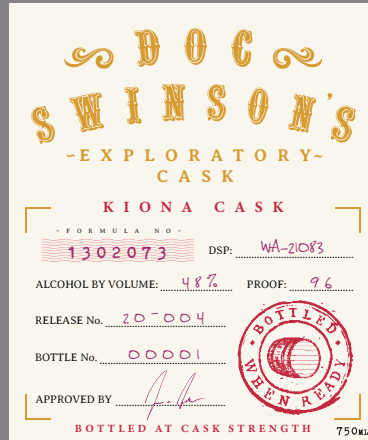 DOC
SWINSON'S
~EXPLORATORY~
CASK
KIONA CASK
~FORMULA NO~
1302073
DSP: WA-21083
ALCOHOL BY VOLUME: 48% PROOF: 96
RELEASE No. 20-004
BOTTLE No. 00001
BOTTLED
WHEN READY
APPROVED BY
BOTTLED AT CASK STRENGTH
750ML